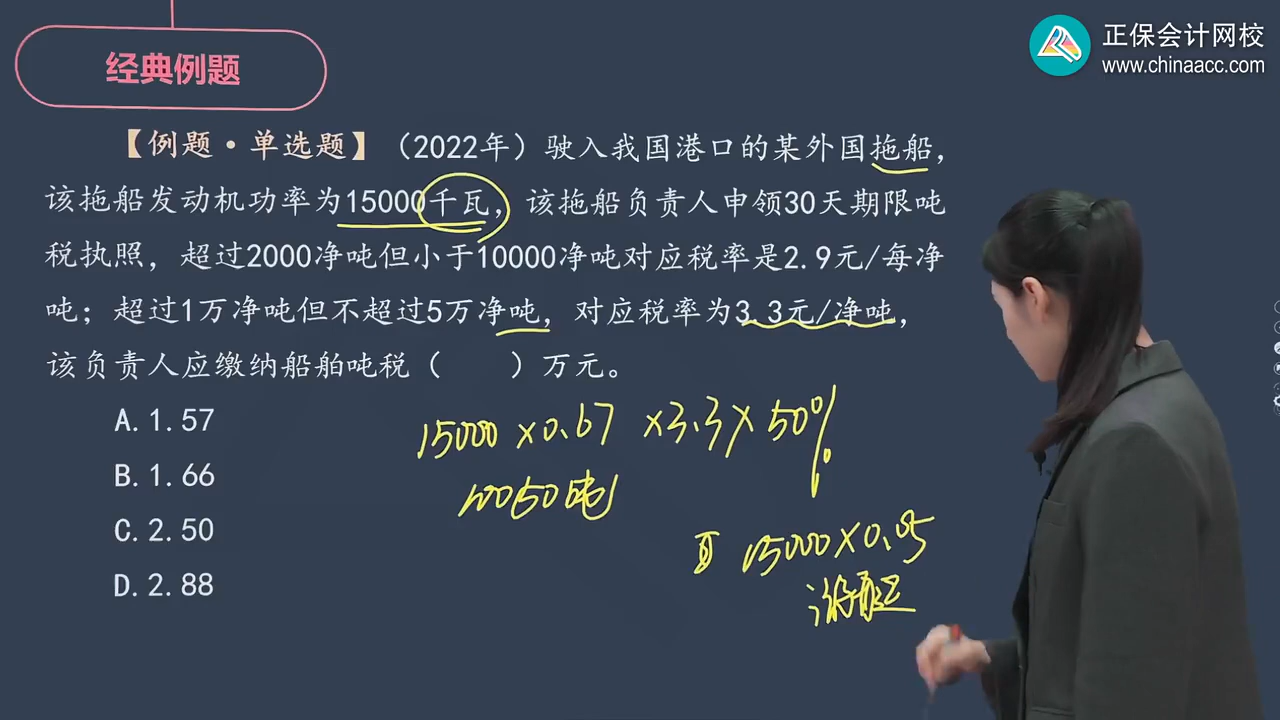 正保会计网校
www.chinaacc.com
经典例题
【例题·单选题】（2022年）驶入我国港口的某外国拖船，
该拖船发动机功率为15000千瓦，该拖船负责人申领30天期限吨
税执照，超过2000净吨但小于10000净吨对应税率是2.9元/每净
吨；超过1万净吨但不超过5万净吨，对应税率为3.3元/净吨，
该负责人应缴纳船舶吨税（　　）万元。
A.1.57
B.1.66
C.2.50
D.2.88
15000×0.67 ×3.3×50%
10050吨
15000×0.05
游艇